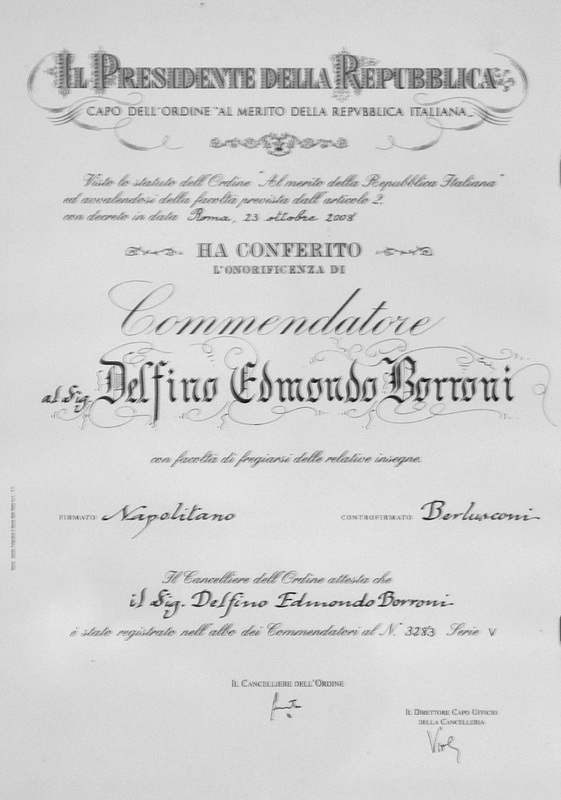 IL PRESIDENTE DELLA REPUBBLICA
CAPO DELL'ORDINE "AL MERITO DELLA REPVBBLICA ITALIANA"
Visto lo statuto dell'Ordine "Al merito della Repubblica Italiana"
ed avvalendosi della facoltà prevista dall'articolo 2,
con decreto in data Roma, 23 ottobre 2008
HA CONFERITO
L'ONORIFICENZA DI
Commendatore
al Sig. Delfino Edmondo Borroni
con facoltà di fregiarsi delle relative insegne.
FIRMATO: Napolitano CONTROFIRMATO: Berlusconi
Il Cancelliere dell'Ordine attesta che
il Sig. Delfino Edmondo Borroni
è stato registrato nell'albo dei Commendatori al N. 3283 Serie V
IL CANCELLIERE DELL'ORDINE
IL DIRETTORE CAPO UFFICIO
DELLA CANCELLERIA